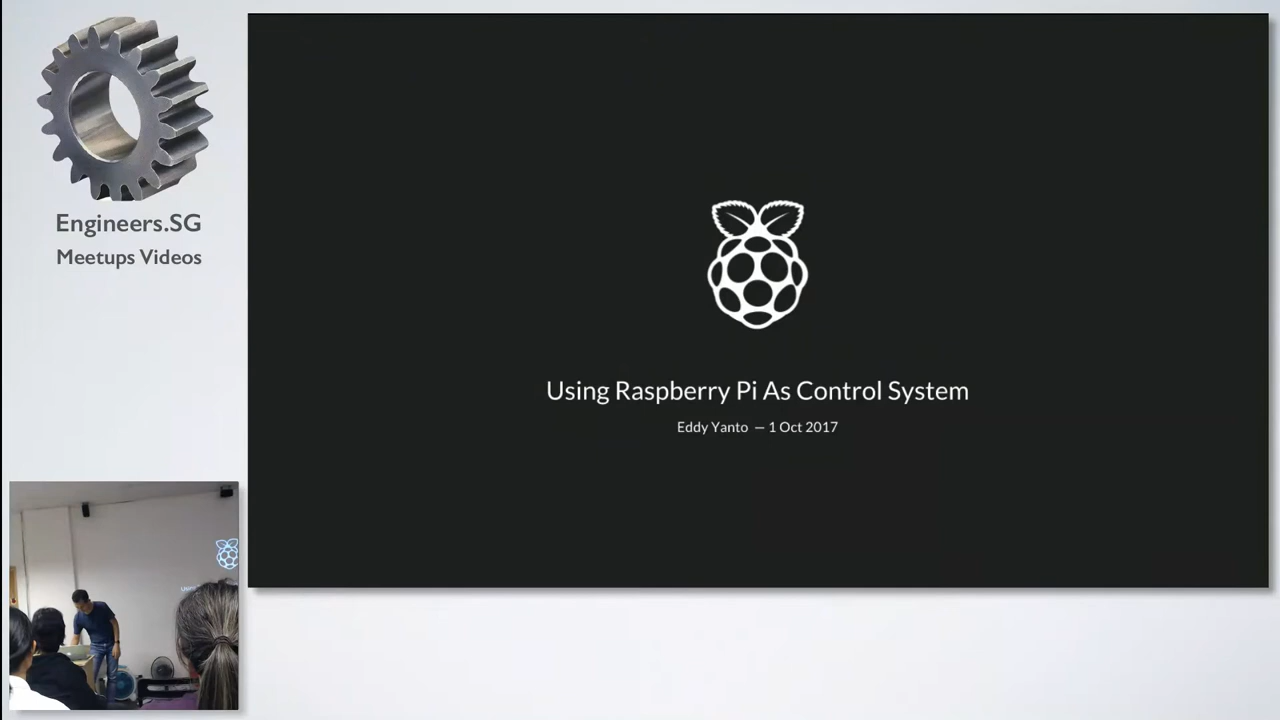 Engineers.SG
Meetups Videos
Using Raspberry Pi As Control System
Eddy Yanto — 1 Oct 2017